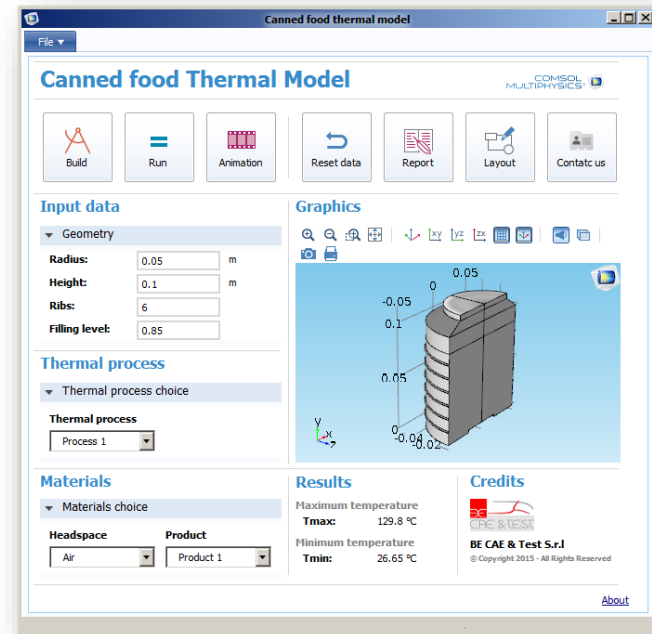 Canned food thermal model
File
Canned food Thermal Model
COMSOL
MULTIPHYSICS®
Build
Run
Animation
Reset data
Report
Layout
Contatc us
Input data
Geometry
Radius: 0.05 m
Height: 0.1 m
Ribs: 6
Filling level: 0.85
Thermal process
Thermal process choice
Thermal process
Process 1
Materials
Materials choice
Headspace Product
Air Product 1
Graphics
xy yz zx
0.05
0
-0.05
0.1
0.05
0
-0.04
-0.02
y
x
z
Results
Maximum temperature
Tmax: 129.8 °C
Minimum temperature
Tmin: 26.65 °C
Credits
CAE & TEST
BE CAE & Test S.r.l
© Copyright 2015 - All Rights Reserved
About